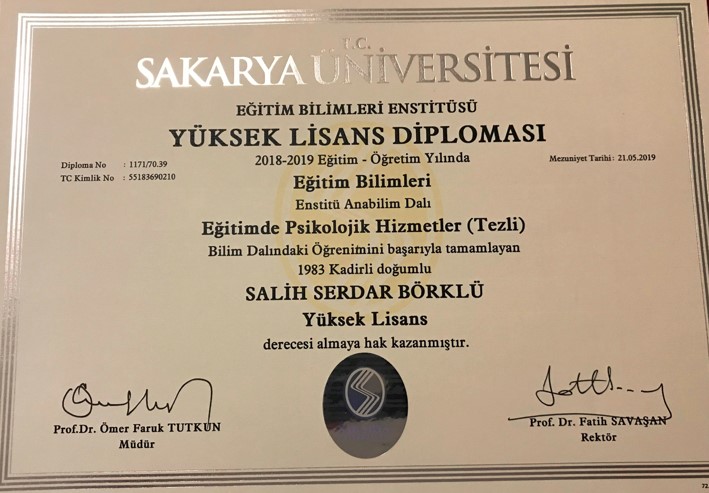 T.C.
SAKARYA ÜNİVERSİTESİ
EĞİTİM BİLİMLERİ ENSTİTÜSÜ
YÜKSEK LİSANS DİPLOMASI
2018-2019 Eğitim - Öğretim Yılında
Diploma No : 1171/70.39
Mezuniyet Tarihi : 21.05.2019
TC Kimlik No : 55183690210
Eğitim Bilimleri
Enstitü Anabilim Dalı
Eğitimde Psikolojik Hizmetler (Tezli)
Bilim Dalındaki Öğrenimini başarıyla tamamlayan
1983 Kadirli doğumlu
SALİH SERDAR BÖRKLÜ
Yüksek Lisans
derecesi almaya hak kazanmıştır.
Prof.Dr. Ömer Faruk TUTKUN
Müdür
Prof. Dr. Fatih SAVAŞAN
Rektör
72